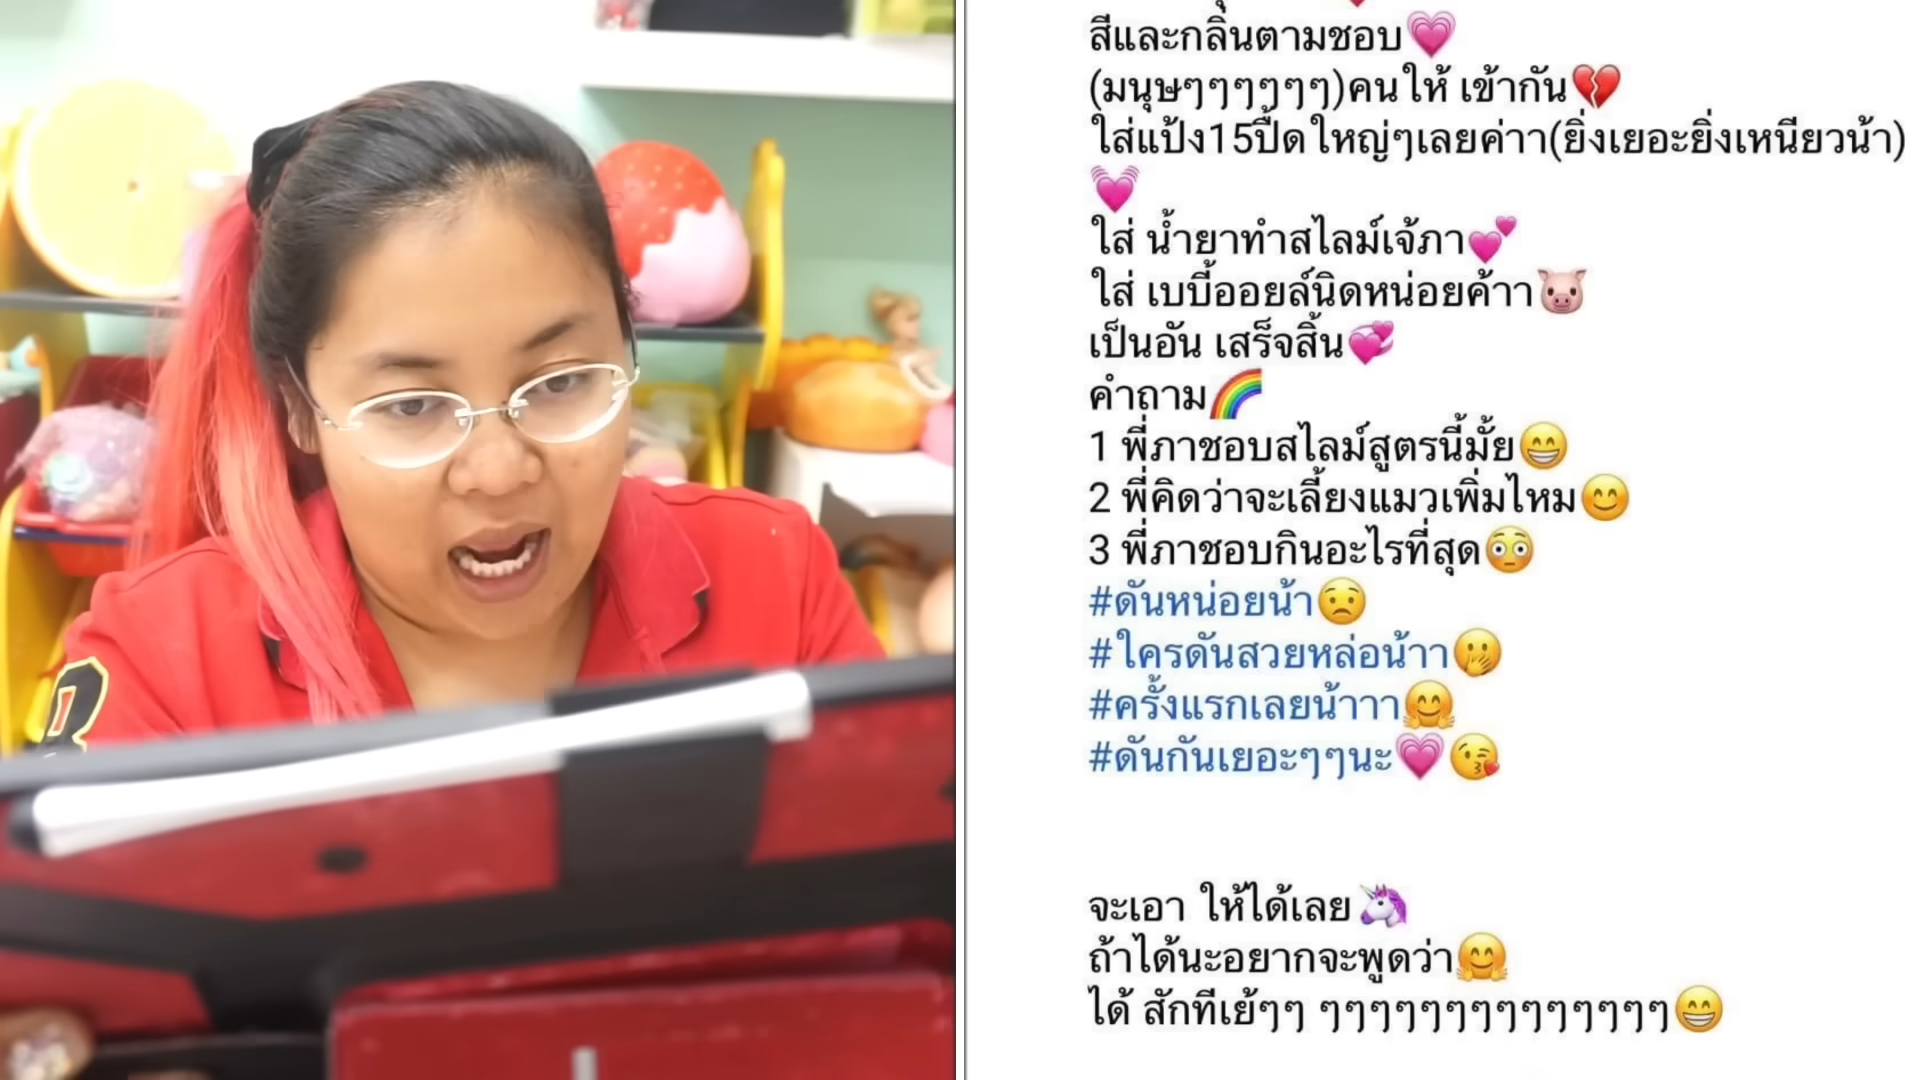 สีและกลิ่นตามชอบ💗
(มนุษๆๆๆๆๆๆ)คนให้ เข้ากัน💔
ใส่แป้ง15ปื้ดใหญ่ๆเลยค่าา(ยิ่งเยอะยิ่งเหนียวน้า)
💓
ใส่ น้ำยาทำสไลม์เจ้ภา💕
ใส่ เบบี้ออยล์นิดหน่อยค้าา🐷
เป็นอัน เสร็จสิ้น💞
คำถาม🌈
1 พี่ภาชอบสไลม์สูตรนี้มั้ย😁
2 พี่คิดว่าจะเลี้ยงแมวเพิ่มไหม😊
3 พี่ภาชอบกินอะไรที่สุด😳
#ดันหน่อยน้า😟
#ใครดันสวยหล่อน้าา🤭
#ครั้งแรกเลยน้าาา🤗
#ดันกันเยอะๆๆนะ💗😘
จะเอา ให้ได้เลย🦄
ถ้าได้นะอยากจะพูดว่า🤗
ได้ สักทีเย้ๆๆ ๆๆๆๆๆๆๆๆๆๆๆๆๆๆ😁